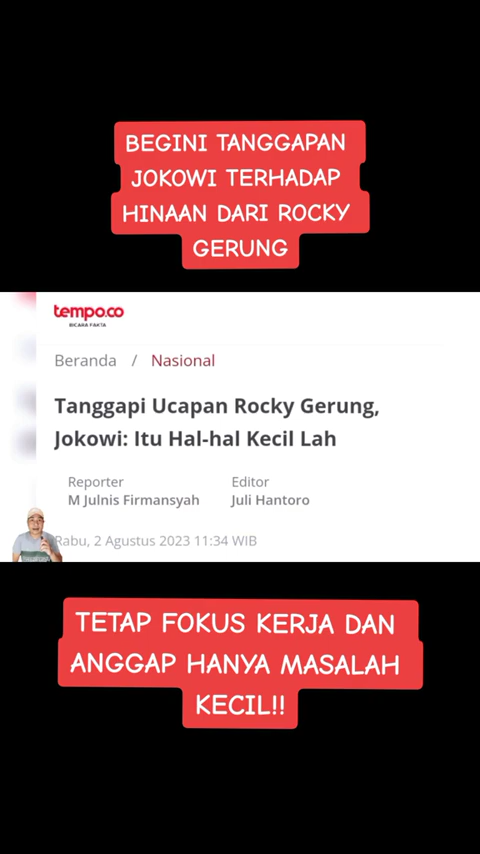 BEGINI TANGGAPAN
JOKOWI TERHADAP
HINAAN DARI ROCKY
GERUNG
tempo.co
BICARA FAKTA
Beranda / Nasional
Tanggapi Ucapan Rocky Gerung,
Jokowi: Itu Hal-hal Kecil Lah
Reporter Editor
M Julnis Firmansyah Juli Hantoro
Rabu, 2 Agustus 2023 11:34 WIB
TETAP FOKUS KERJA DAN
ANGGAP HANYA MASALAH
KECIL!!